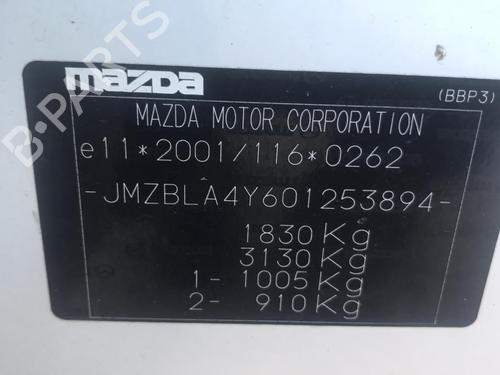 B-PARTS
mazda
(BBP3)
MAZDA MOTOR CORPORATION
e11*2001/116*0262
-JMZBLA4Y601253894-
1830Kg
3130Kg
1- 1005Kg
2- 910Kg